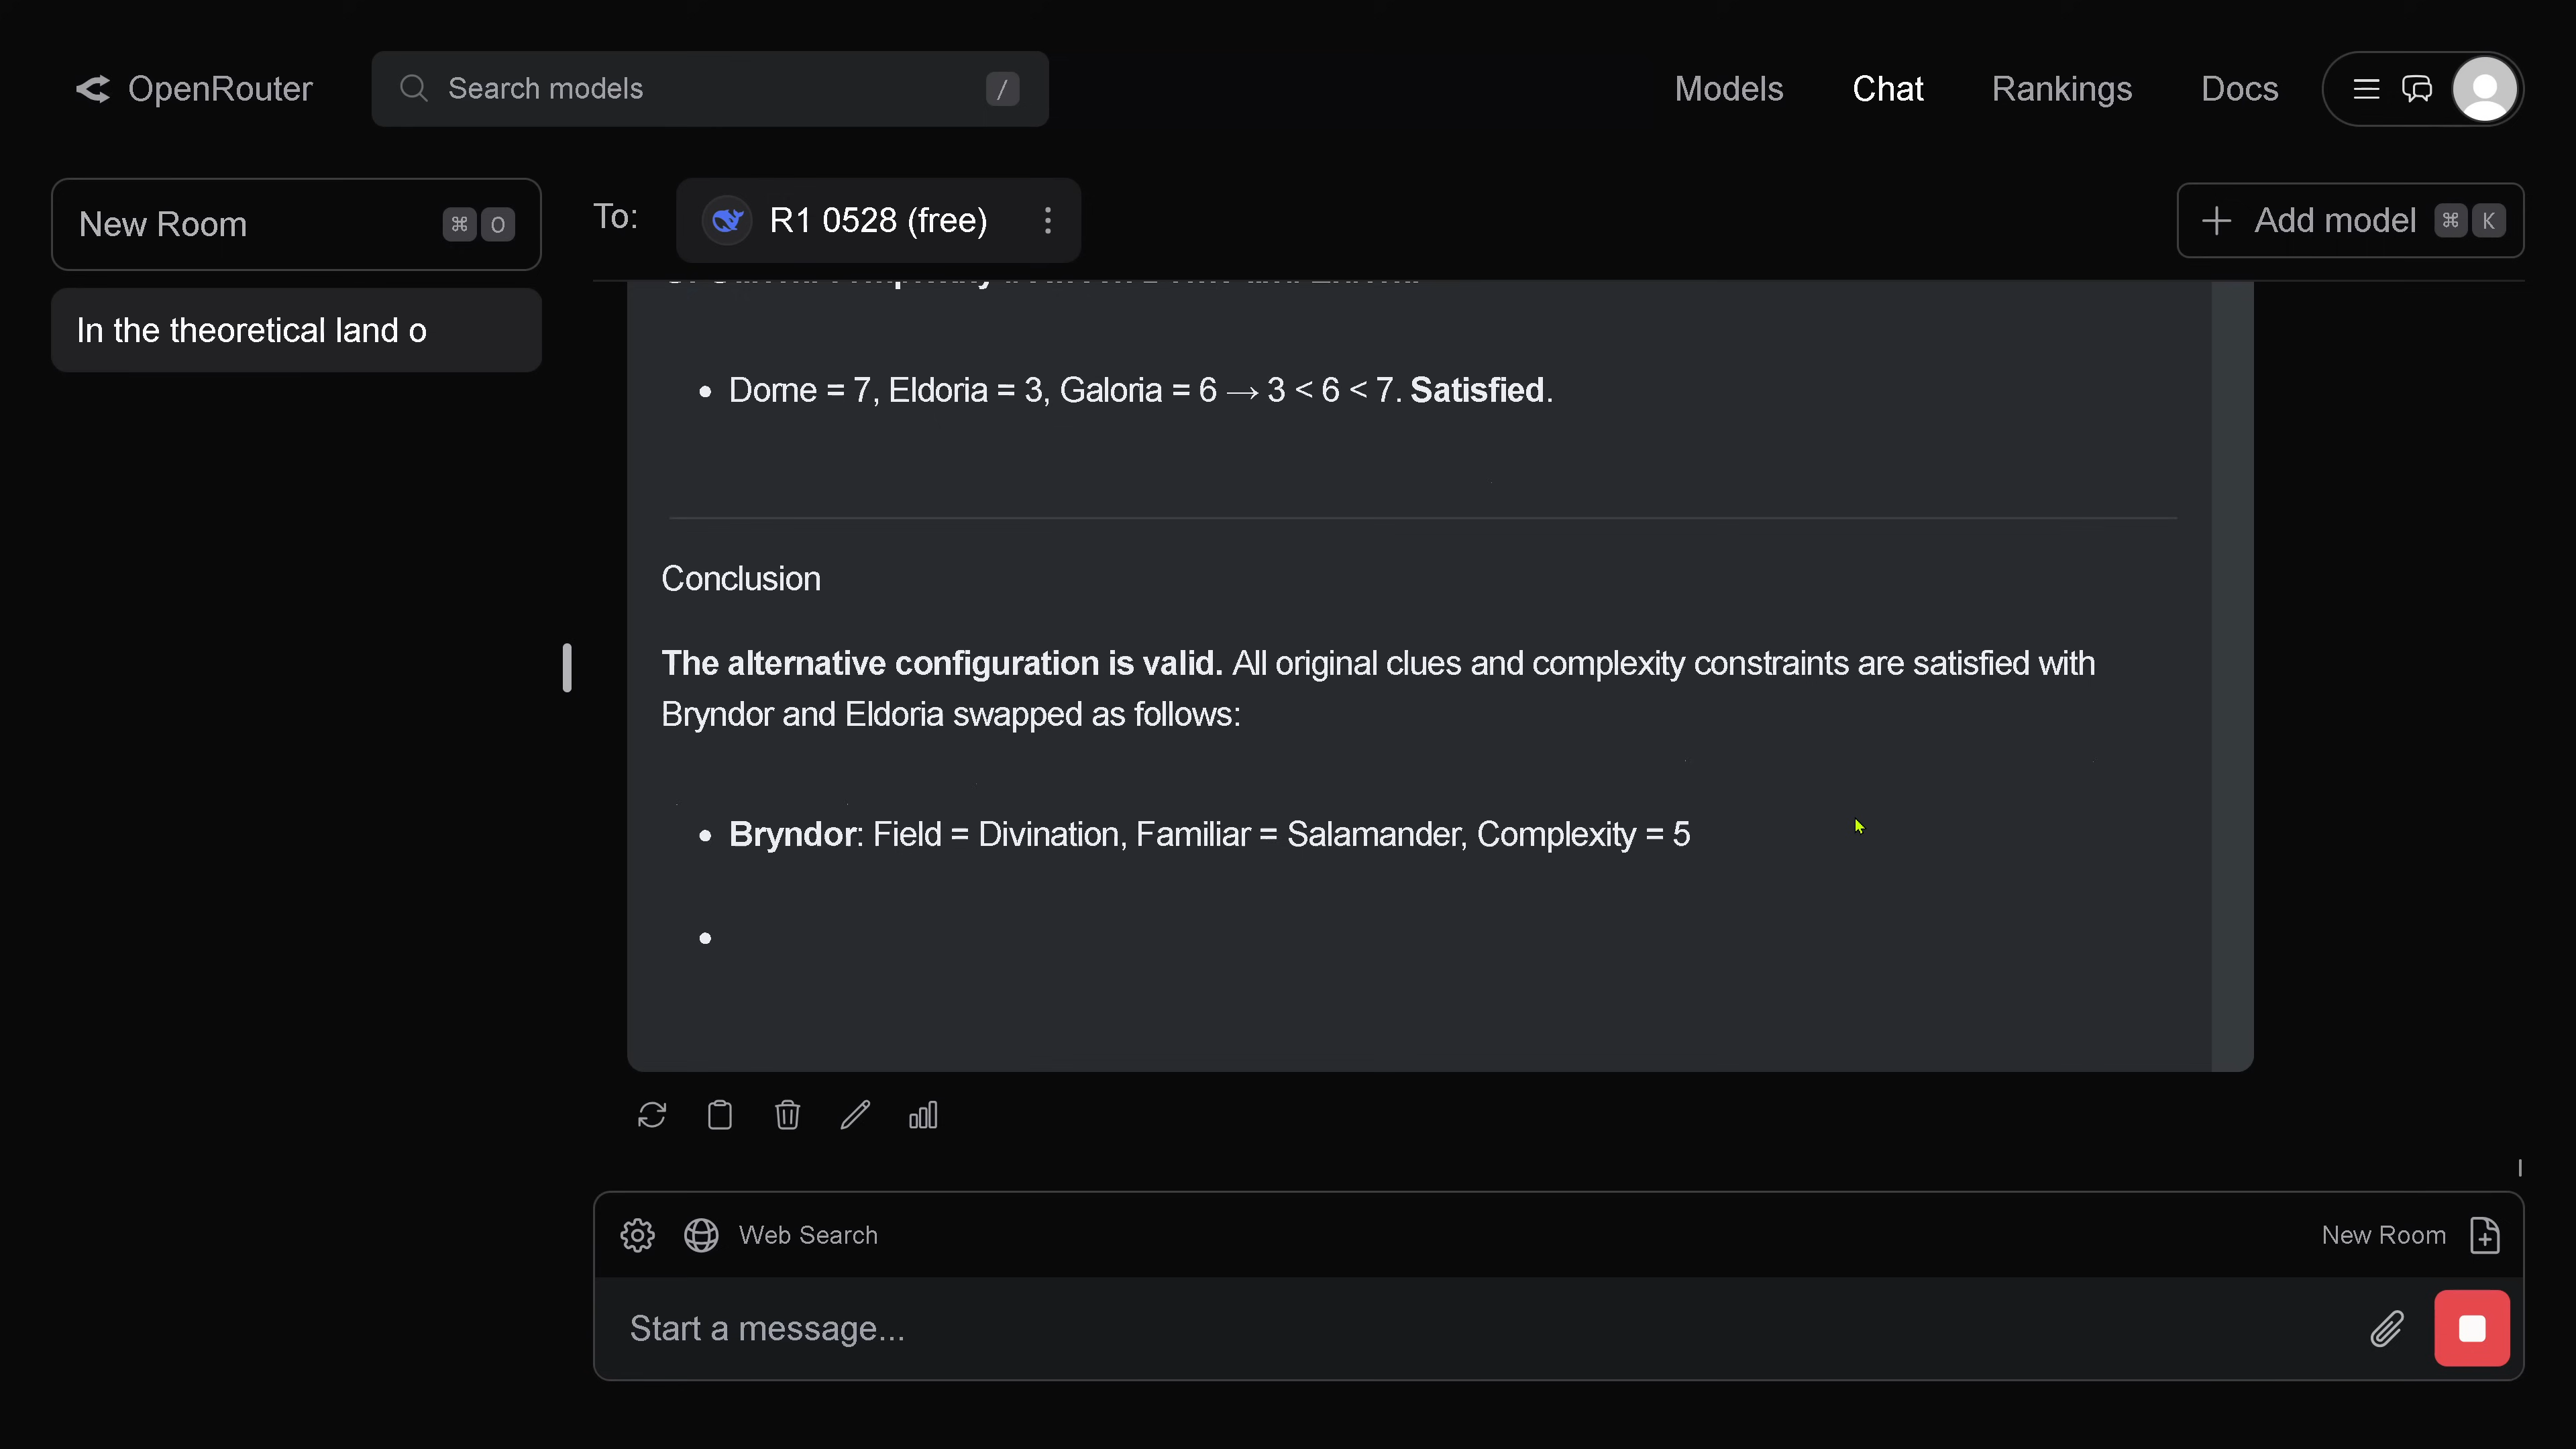 OpenRouter
Search models
/
Models
Chat
Rankings
Docs
New Room
⌘ O
To:
R1 0528 (free)
+ Add model ⌘ K
In the theoretical land o
• Dorne = 7, Eldoria = 3, Galoria = 6 → 3 < 6 < 7. Satisfied.
Conclusion
The alternative configuration is valid. All original clues and complexity constraints are satisfied with
Bryndor and Eldoria swapped as follows:
• Bryndor: Field = Divination, Familiar = Salamander, Complexity = 5
•
Web Search
New Room
Start a message...